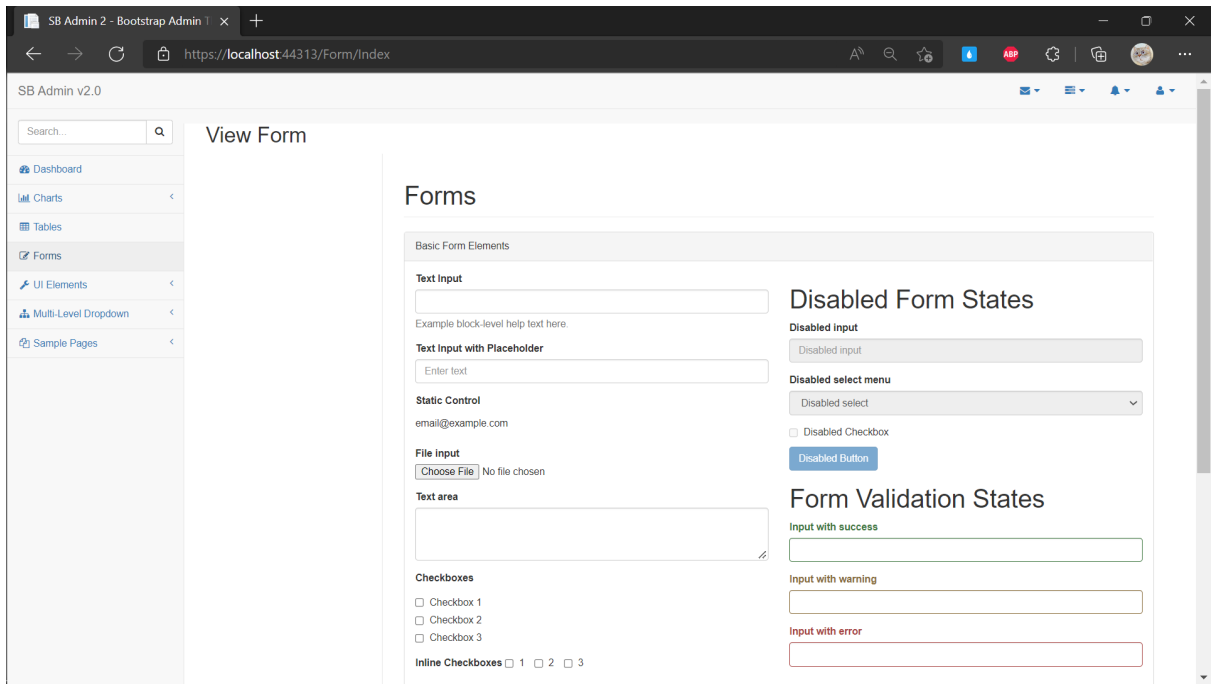 SB Admin 2 - Bootstrap Admin T
https://localhost:44313/Form/Index
ABP
SB Admin v2.0
Search...
Dashboard
Charts
Tables
Forms
UI Elements
Multi-Level Dropdown
Sample Pages
View Form
Forms
Basic Form Elements
Text Input
Example block-level help text here.
Text Input with Placeholder
Enter text
Static Control
email@example.com
File input
Choose File No file chosen
Text area
Checkboxes
Checkbox 1
Checkbox 2
Checkbox 3
Inline Checkboxes 1 2 3
Disabled Form States
Disabled input
Disabled input
Disabled select menu
Disabled select
Disabled Checkbox
Disabled Button
Form Validation States
Input with success
Input with warning
Input with error